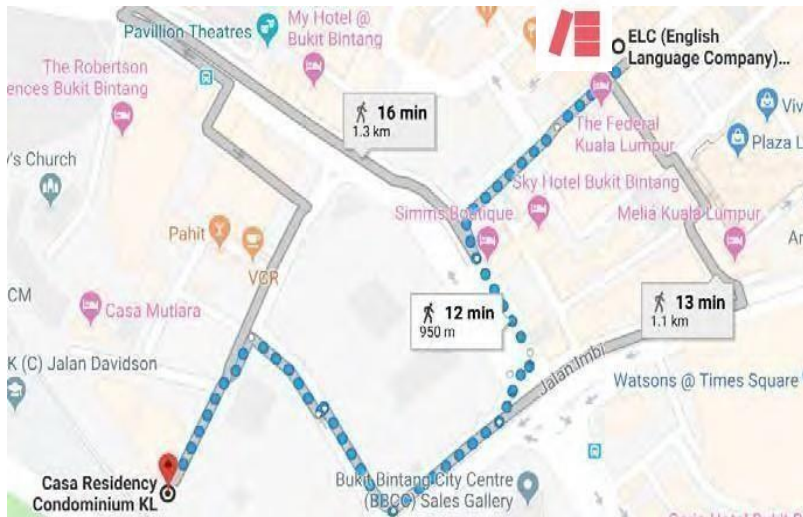 Pavillion Theatres
My Hotel @
Bukit Bintang
ELC (English
Language Company)...
The Robertson
ences Bukit Bintang
16 min
1.3 km
The Federal
Kuala Lumpur
Plaza L
's Church
Sky Hotel Bukit Bintang
Simms Boutique
Melia Kuala Lumpur
Pahit
VCR
CM
Casa Mutiara
12 min
950 m
13 min
1.1 km
K (C) Jalan Davidson
Jalan Imbi
Watsons @ Times Square
Casa Residency
Condominium KL
Bukit Bintang City Centre
(BBCC) Sales Gallery